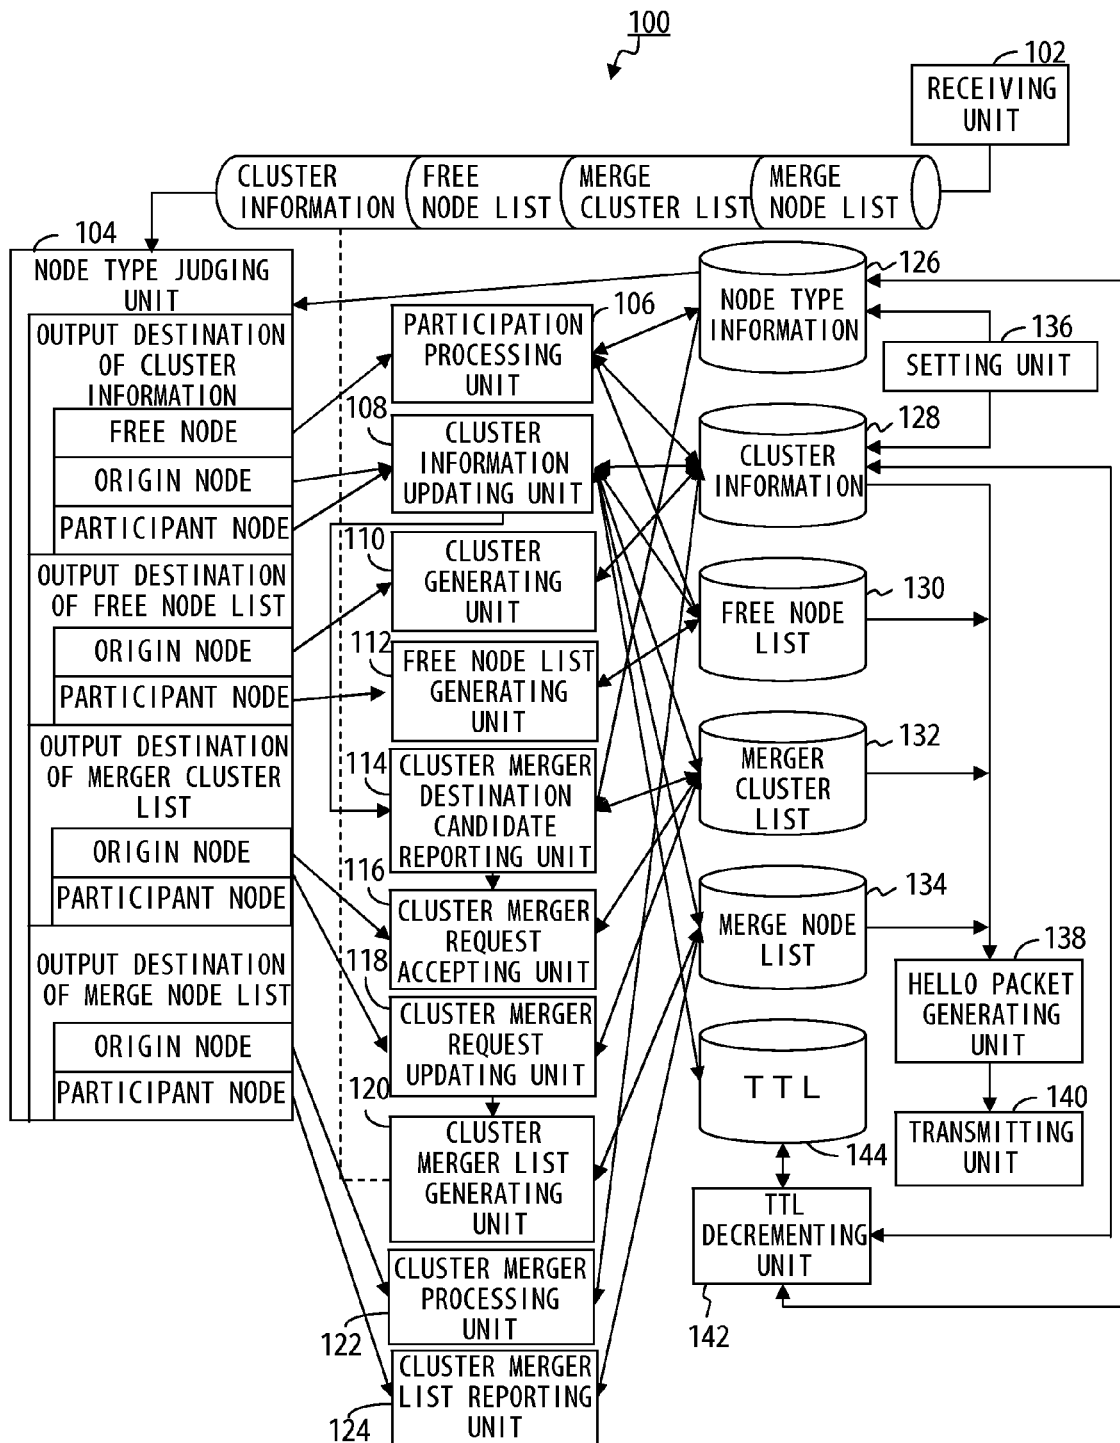 100
102
RECEIVING
UNIT
CLUSTER
INFORMATION
FREE
NODE LIST
MERGE
CLUSTER LIST
MERGE
NODE LIST
104
NODE TYPE JUDGING
UNIT
OUTPUT DESTINATION
OF CLUSTER
INFORMATION
FREE NODE
ORIGIN NODE
PARTICIPANT NODE
OUTPUT DESTINATION
OF FREE NODE LIST
ORIGIN NODE
PARTICIPANT NODE
OUTPUT DESTINATION
OF MERGER CLUSTER
LIST
ORIGIN NODE
PARTICIPANT NODE
OUTPUT DESTINATION
OF MERGE NODE LIST
ORIGIN NODE
PARTICIPANT NODE
106
PARTICIPATION
PROCESSING
UNIT
108
CLUSTER
INFORMATION
UPDATING UNIT
110
CLUSTER
GENERATING
UNIT
112
FREE NODE LIST
GENERATING
UNIT
114
CLUSTER MERGER
DESTINATION
CANDIDATE
REPORTING UNIT
116
CLUSTER MERGER
REQUEST
ACCEPTING UNIT
118
CLUSTER MERGER
REQUEST
UPDATING UNIT
120
CLUSTER
MERGER LIST
GENERATING
UNIT
CLUSTER MERGER
PROCESSING
UNIT
122
CLUSTER MERGER
LIST REPORTING
UNIT
124
126
NODE TYPE
INFORMATION
136
SETTING UNIT
128
CLUSTER
INFORMATION
130
FREE NODE
LIST
132
MERGER
CLUSTER
LIST
134
MERGE NODE
LIST
138
HELLO PACKET
GENERATING
UNIT
TTL
144
140
TRANSMITTING
UNIT
TTL
DECREMENTING
UNIT
142